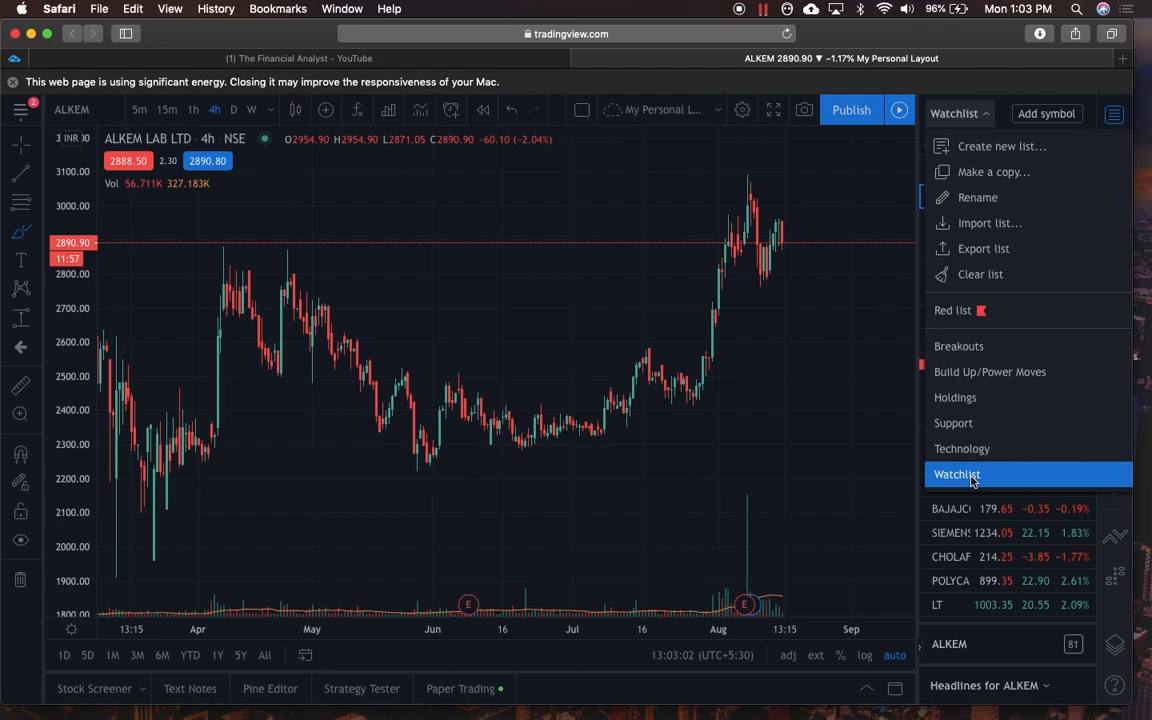 Safari File Edit View History Bookmarks Window Help 96% Mon 1:03 PM
tradingview.com
(1) The Financial Analyst - YouTube ALKEM 2890.90 ▼ −1.17% My Personal Layout
This web page is using significant energy. Closing it may improve the responsiveness of your Mac.
2 ALKEM 5m 15m 1h 4h D W My Personal L... Publish Watchlist Add symbol
INR ALKEM LAB LTD · 4h · NSE O2954.90 H2954.90 L2871.05 C2890.90 −60.10 (−2.04%)
2888.50 2.30 2890.80
Vol 56.711K 327.183K
3100.00
3000.00
2890.90
11:57
2800.00
2700.00
2600.00
2500.00
2400.00
2300.00
2200.00
2000.00
1900.00
1800.00
E E
13:15 Apr May Jun 16 Jul 16 Aug 13:15 Sep
1D 5D 1M 3M 6M YTD 1Y 5Y All 13:03:02 (UTC+5:30) adj ext % log auto
Stock Screener Text Notes Pine Editor Strategy Tester Paper Trading
Create new list...
Make a copy...
Rename
Import list...
Export list
Clear list
Red list
Breakouts
Build Up/Power Moves
Holdings
Support
Technology
Watchlist
179.65 −0.35 −0.19%
SIEMENS 1234.05 22.15 1.83%
CHOLAF 214.25 −3.85 −1.77%
POLYCA 899.35 22.90 2.61%
LT 1003.35 20.55 2.09%
ALKEM 81
Headlines for ALKEM